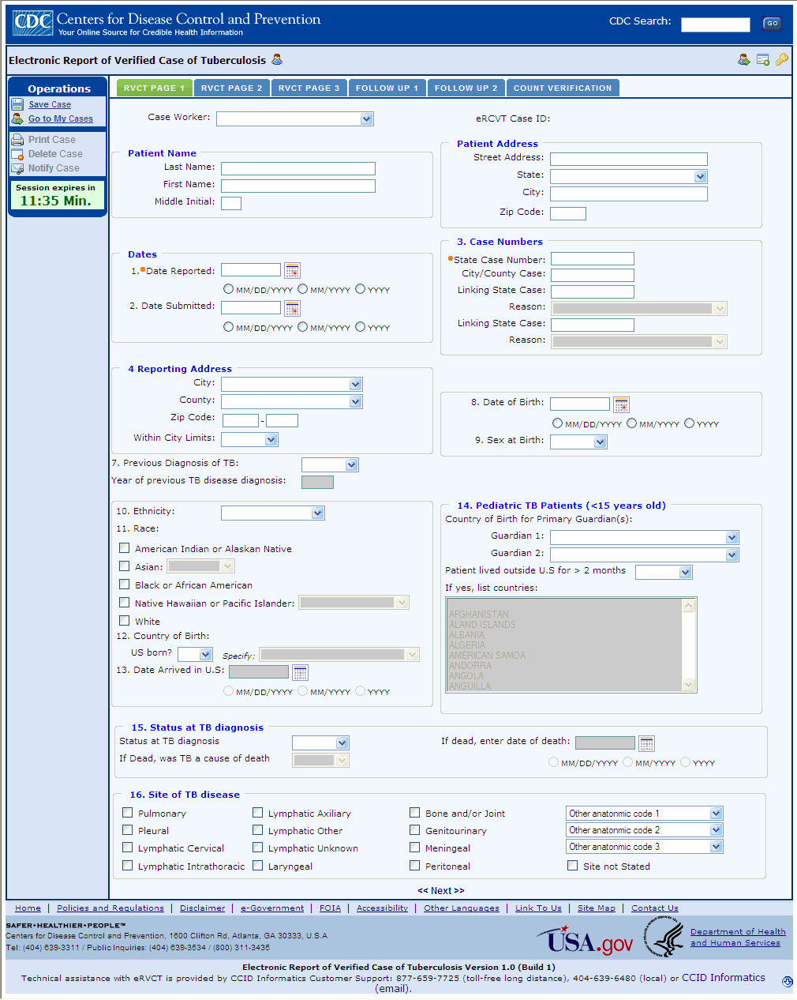 CDC Centers for Disease Control and Prevention
Your Online Source for Credible Health Information
CDC Search:
GO
Electronic Report of Verified Case of Tuberculosis
Operations
Save Case
Go to My Cases
Print Case
Delete Case
Notify Case
Session expires in
11:35 Min.
RVCT PAGE 1 RVCT PAGE 2 RVCT PAGE 3 FOLLOW UP 1 FOLLOW UP 2 COUNT VERIFICATION
Case Worker:
eRCVT Case ID:
Patient Name
Last Name:
First Name:
Middle Initial:
Patient Address
Street Address:
State:
City:
Zip Code:
Dates
1. Date Reported:
MM/DD/YYYY MM/YYYY YYYY
2. Date Submitted:
MM/DD/YYYY MM/YYYY YYYY
3. Case Numbers
State Case Number:
City/County Case:
Linking State Case:
Reason:
Linking State Case:
Reason:
4 Reporting Address
City:
County:
Zip Code: -
Within City Limits:
8. Date of Birth:
MM/DD/YYYY MM/YYYY YYYY
9. Sex at Birth:
7. Previous Diagnosis of TB:
Year of previous TB disease diagnosis:
10. Ethnicity:
11. Race:
American Indian or Alaskan Native
Asian:
Black or African American
Native Hawaiian or Pacific Islander:
White
12. Country of Birth:
US born? Specify:
13. Date Arrived in U.S:
MM/DD/YYYY MM/YYYY YYYY
14. Pediatric TB Patients (<15 years old)
Country of Birth for Primary Guardian(s):
Guardian 1:
Guardian 2:
Patient lived outside U.S for > 2 months
If yes, list countries:
AFGHANISTAN
ALAND ISLANDS
ALBANIA
ALGERIA
AMERICAN SAMOA
ANDORRA
ANGOLA
ANGUILLA
15. Status at TB diagnosis
Status at TB diagnosis
If dead, enter date of death:
If Dead, was TB a cause of death
MM/DD/YYYY MM/YYYY YYYY
16. Site of TB disease
Pulmonary Lymphatic Axiliary Bone and/or Joint Other anatonmic code 1
Pleural Lymphatic Other Genitourinary Other anatonmic code 2
Lymphatic Cervical Lymphatic Unknown Meningeal Other anatonmic code 3
Lymphatic Intrathoracic Laryngeal Peritoneal Site not Stated
<< Next >>
Home | Policies and Regulations | Disclaimer | e-Government | FOIA | Accessibility | Other Languages | Link To Us | Site Map | Contact Us
SAFER•HEALTHIER•PEOPLE™
Centers for Disease Control and Prevention, 1600 Clifton Rd, Atlanta, GA 30333, U.S.A
Tel: (404) 639-3311 / Public Inquiries: (404) 639-3534 / (800) 311-3435
USA.gov
Department of Health
and Human Services
Electronic Report of Verified Case of Tuberculosis Version 1.0 (Build 1)
Technical assistance with eRVCT is provided by CCID Informatics Customer Support: 877-659-7725 (toll-free long distance), 404-639-6480 (local) or CCID Informatics
(email).